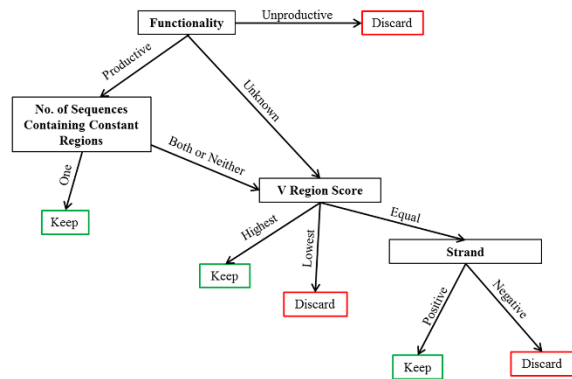 Functionality
Unproductive
Discard
Productive
Unknown
No. of Sequences
Containing Constant
Regions
Both or Neither
One
V Region Score
Keep
Highest
Lowest
Equal
Keep
Strand
Discard
Positive
Negative
Keep
Discard